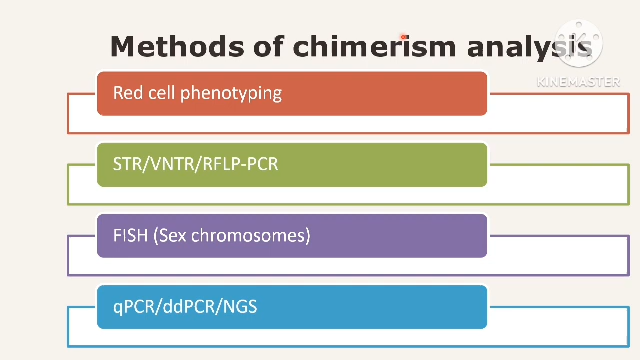 Methods of chimerism analysis
KINEMASTER
Red cell phenotyping
STR/VNTR/RFLP-PCR
FISH (Sex chromosomes)
qPCR/ddPCR/NGS